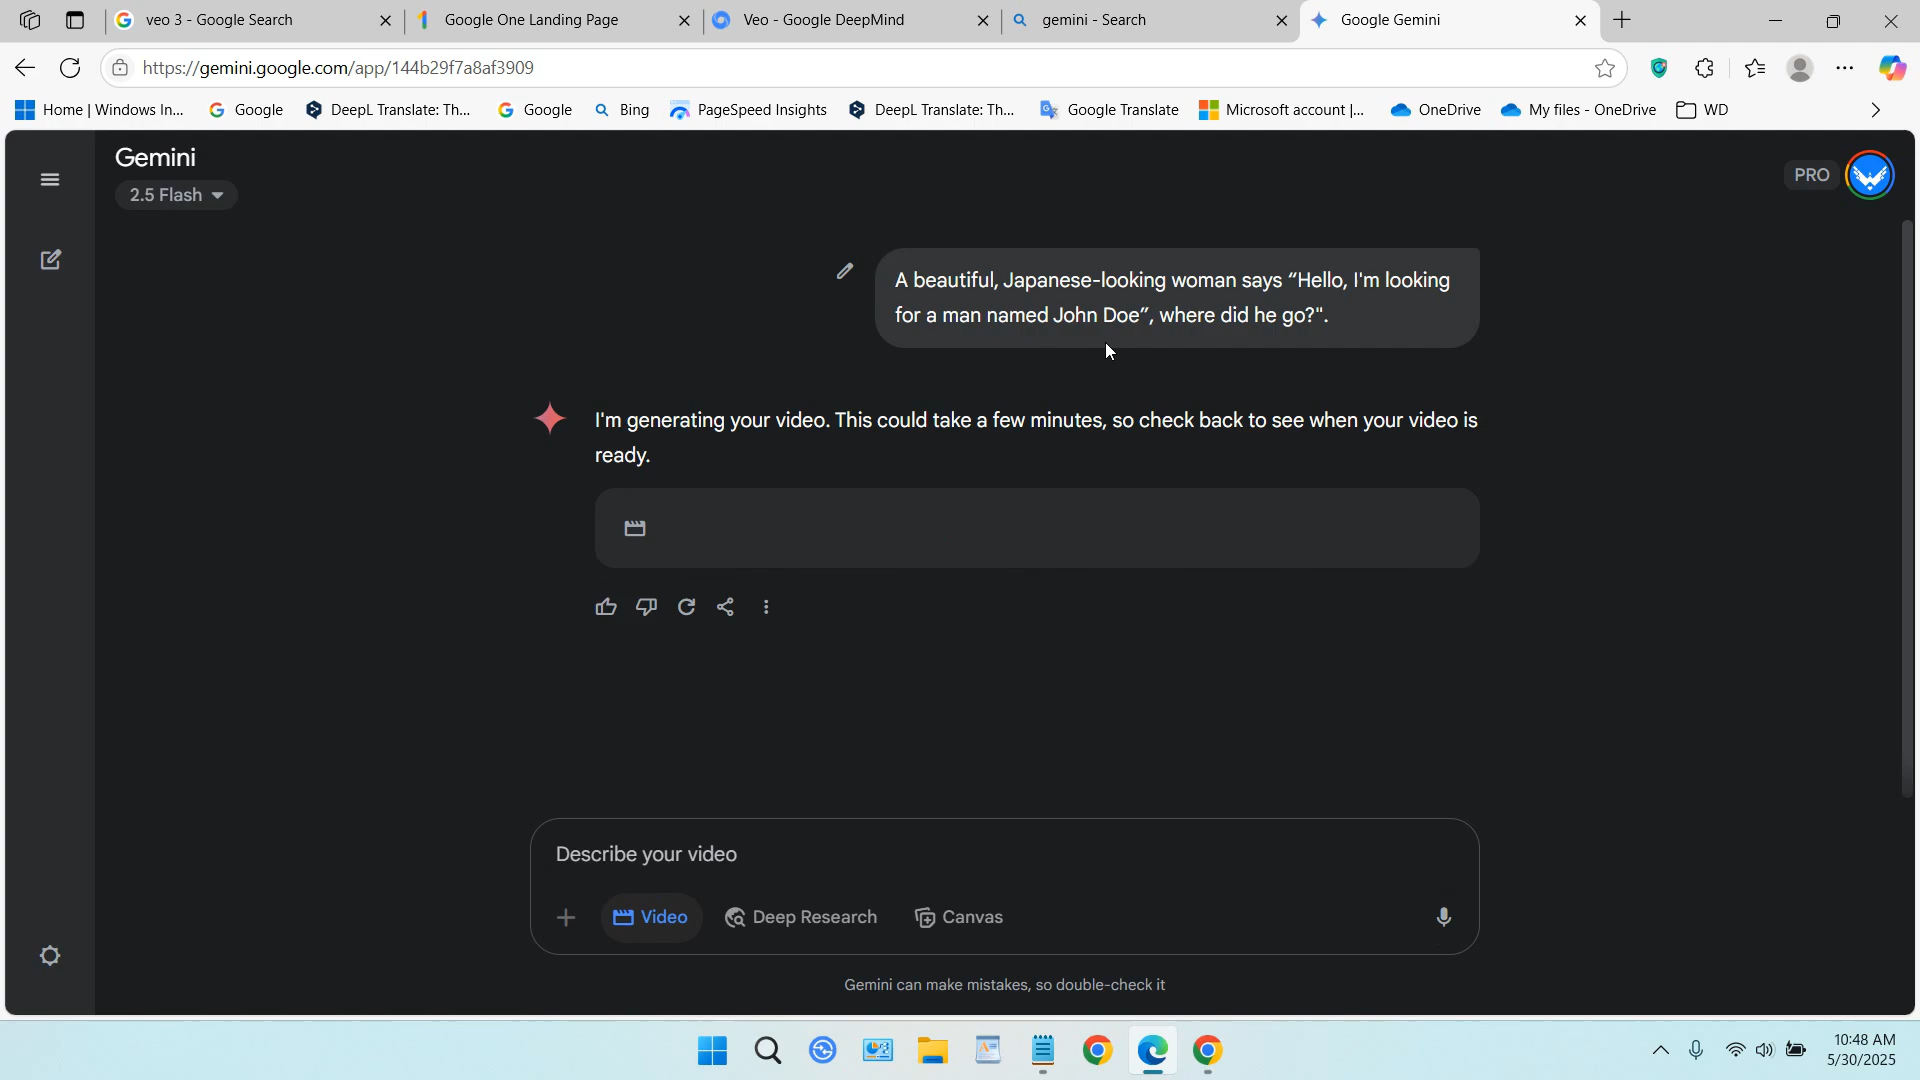 veo 3 - Google Search
Google One Landing Page
Veo - Google DeepMind
gemini - Search
Google Gemini
https://gemini.google.com/app/144b29f7a8af3909
Home | Windows In...
Google
DeepL Translate: Th...
Google
Bing
PageSpeed Insights
DeepL Translate: Th...
Google Translate
Microsoft account |...
OneDrive
My files - OneDrive
WD
Gemini
2.5 Flash
PRO
A beautiful, Japanese-looking woman says “Hello, I'm looking
for a man named John Doe”, where did he go?".
I'm generating your video. This could take a few minutes, so check back to see when your video is
ready.
Describe your video
Video
Deep Research
Canvas
Gemini can make mistakes, so double-check it
10:48 AM
5/30/2025